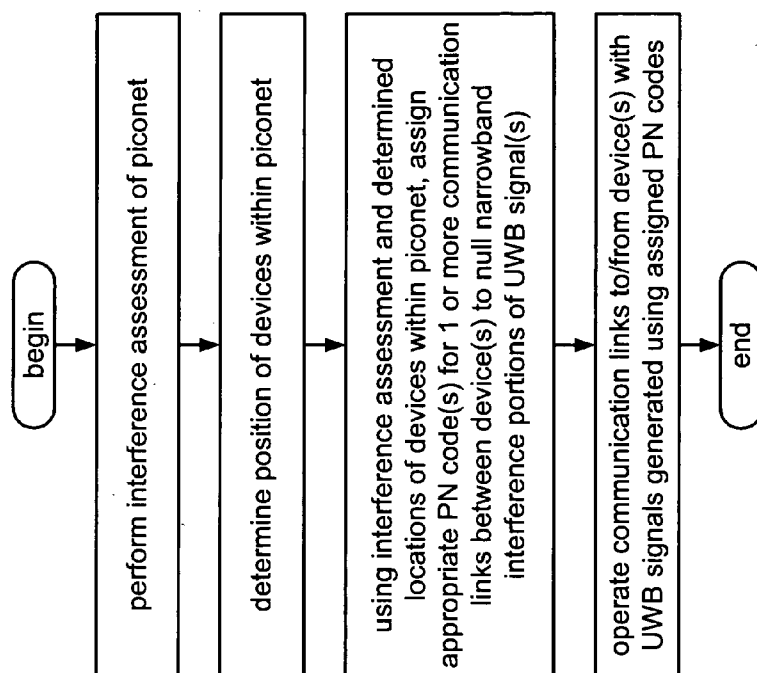 begin
perform interference assessment of piconet
determine position of devices within piconet
using interference assessment and determined
locations of devices within piconet, assign
appropriate PN code(s) for 1 or more communication
links between device(s) to null narrowband
interference portions of UWB signal(s)
operate communication links to/from device(s) with
UWB signals generated using assigned PN codes
end